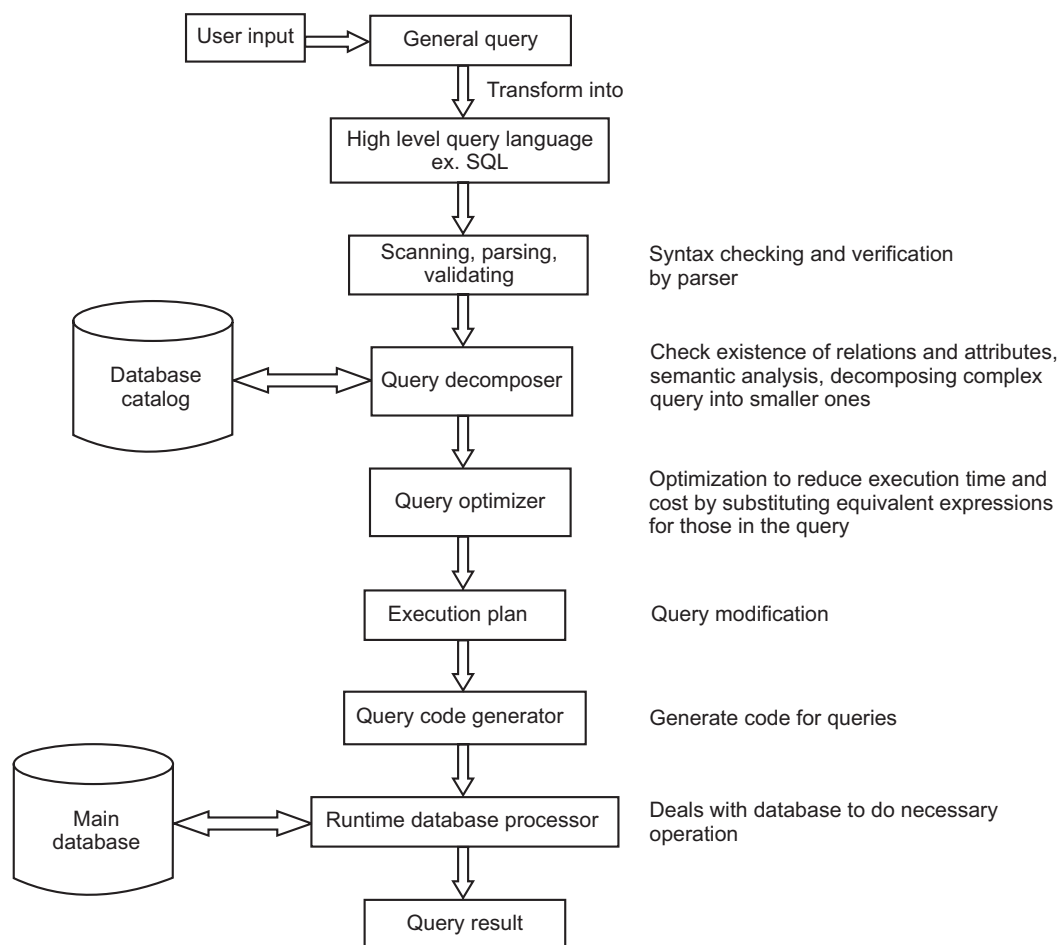 User input
General query
Transform into
High level query language
ex. SQL
Scanning, parsing,
validating
Syntax checking and verification
by parser
Database
catalog
Query decomposer
Check existence of relations and attributes,
semantic analysis, decomposing complex
query into smaller ones
Query optimizer
Optimization to reduce execution time and
cost by substituting equivalent expressions
for those in the query
Execution plan
Query modification
Query code generator
Generate code for queries
Main
database
Runtime database processor
Deals with database to do necessary
operation
Query result